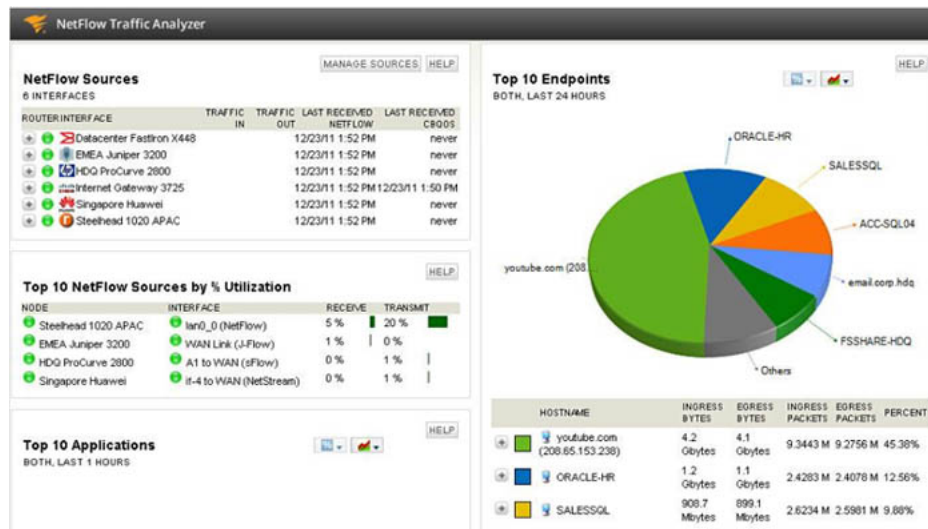 NetFlow Traffic Analyzer
MANAGE SOURCES HELP
NetFlow Sources
6 INTERFACES
ROUTER INTERFACE TRAFFIC IN TRAFFIC OUT LAST RECEIVED NETFLOW LAST RECEIVED CBQOS
Datacenter FastIron X448 12/23/11 1:52 PM never
EMEA Juniper 3200 12/23/11 1:52 PM never
HDQ ProCurve 2800 12/23/11 1:52 PM never
Internet Gateway 3725 12/23/11 1:52 PM 12/23/11 1:50 PM
Singapore Huawei 12/23/11 1:52 PM never
Steelhead 1020 APAC 12/23/11 1:52 PM never
HELP
Top 10 NetFlow Sources by % Utilization
NODE INTERFACE RECEIVE TRANSMIT
Steelhead 1020 APAC lan0_0 (NetFlow) 5 % 20 %
EMEA Juniper 3200 WAN Link (J-Flow) 1 % 0 %
HDQ ProCurve 2800 A1 to WAN (sFlow) 0 % 1 %
Singapore Huawei if-4 to WAN (NetStream) 0 % 1 %
HELP
Top 10 Applications
BOTH, LAST 1 HOURS
HELP
Top 10 Endpoints
BOTH, LAST 24 HOURS
ORACLE-HR
SALESSQL
ACC-SQL04
youtube.com (208....
email.corp.hdq
FSSHARE-HDQ
Others
HOSTNAME INGRESS BYTES EGRESS BYTES INGRESS PACKETS EGRESS PACKETS PERCENT
youtube.com (208.65.153.238) 4.2 Gbytes 4.1 Gbytes 9.3443 M 9.2756 M 45.38%
ORACLE-HR 1.2 Gbytes 1.1 Gbytes 2.4283 M 2.4078 M 12.56%
SALESSQL 908.7 Mbytes 899.1 Mbytes 2.6234 M 2.5981 M 9.88%